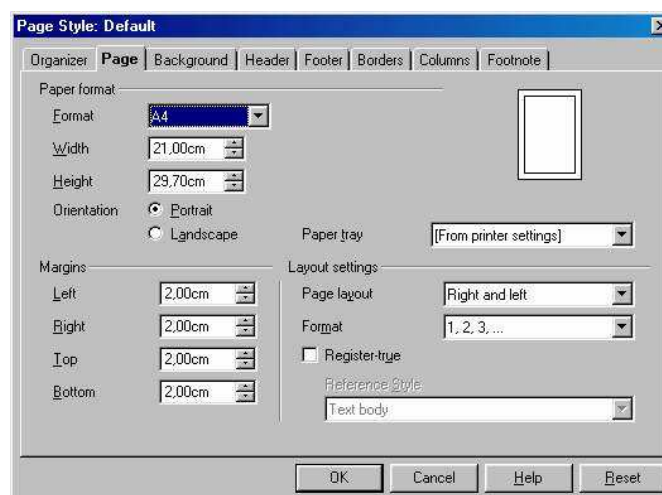 Page Style: Default
Organizer Page Background Header Footer Borders Columns Footnote
Paper format
Format A4
Width 21,00cm
Height 29,70cm
Orientation Portrait
Landscape Paper tray [From printer settings]
Margins Layout settings
Left 2,00cm Page layout Right and left
Right 2,00cm Format 1, 2, 3, ...
Top 2,00cm Register-true
Reference Style
Bottom 2,00cm Text body
OK Cancel Help Reset